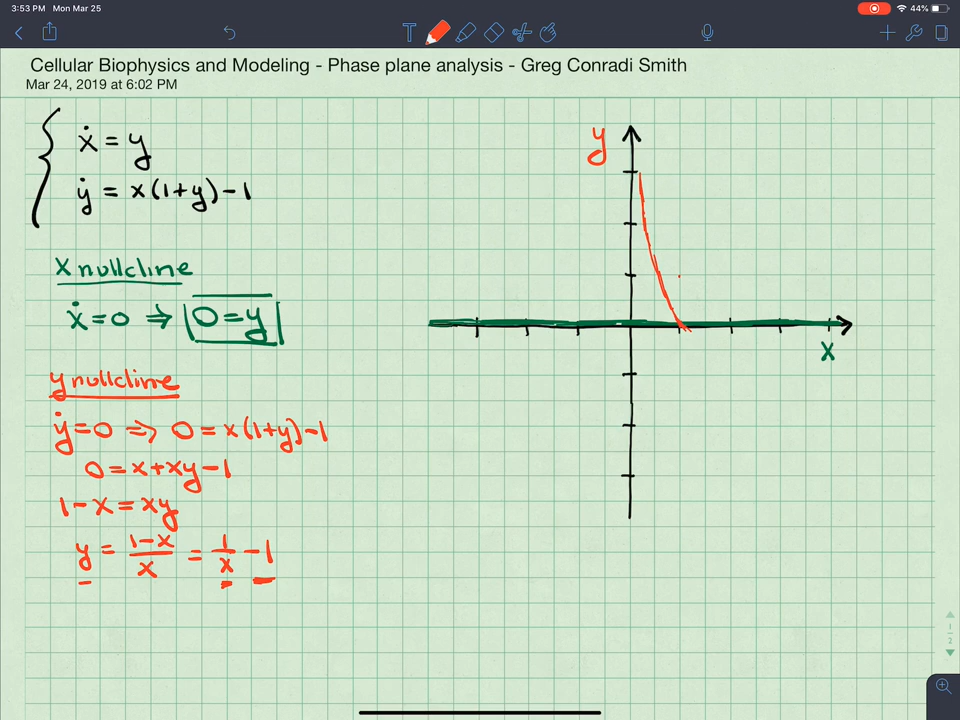 3:53 PM Mon Mar 25
44%
T
Cellular Biophysics and Modeling - Phase plane analysis - Greg Conradi Smith
Mar 24, 2019 at 6:02 PM
ẋ = y
ẏ = x(1+y)-1
x nullcline
ẋ=0 ⇒ 0=y
y nullcline
ẏ=0 ⇒ 0=x(1+y)-1
0=x+xy-1
1-x=xy
y = (1-x)/x = 1/x - 1
y
x
1
2